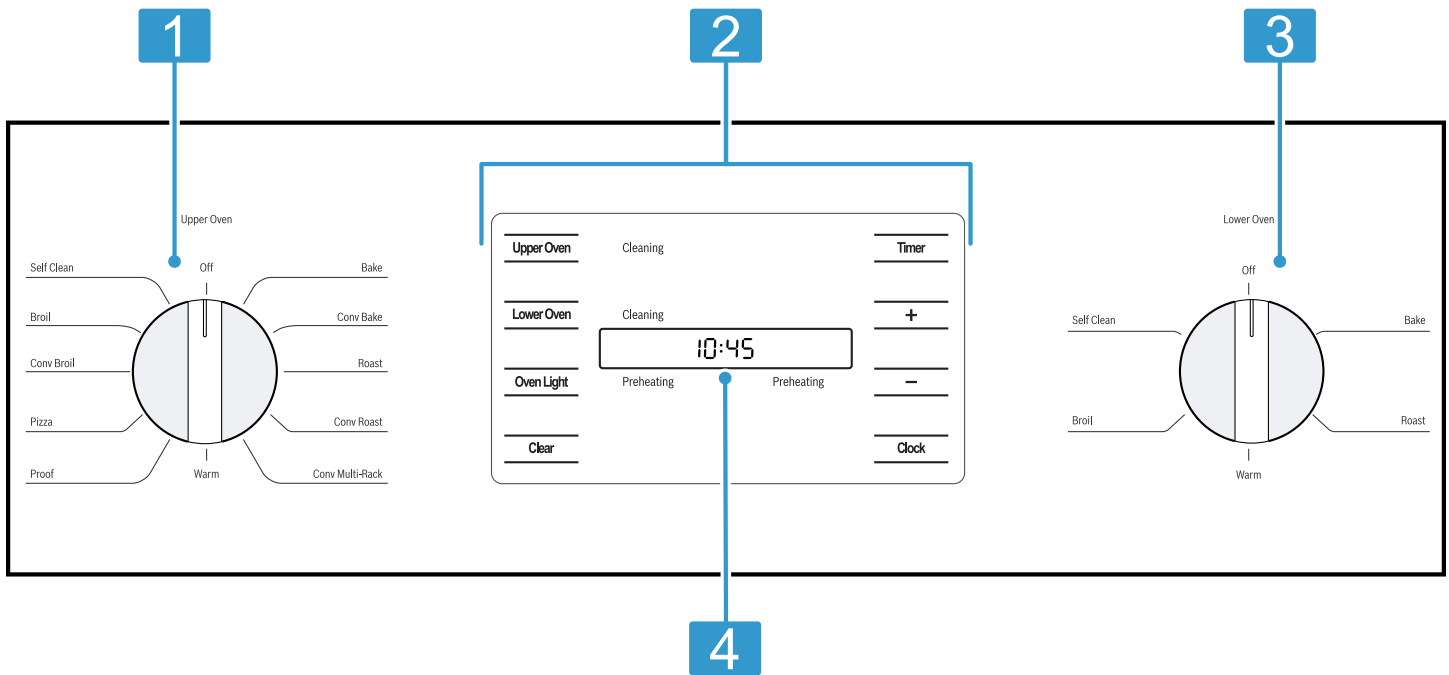 1
2
3
Upper Oven
Lower Oven
Self Clean
Off
Bake
Broil
Conv Bake
Conv Broil
Roast
Pizza
Conv Roast
Proof
Warm
Conv Multi-Rack
Upper Oven
Cleaning
Timer
Lower Oven
Cleaning
+
10:45
Oven Light
Preheating
Preheating
−
Clear
Clock
Off
Self Clean
Bake
Broil
Roast
Warm
4